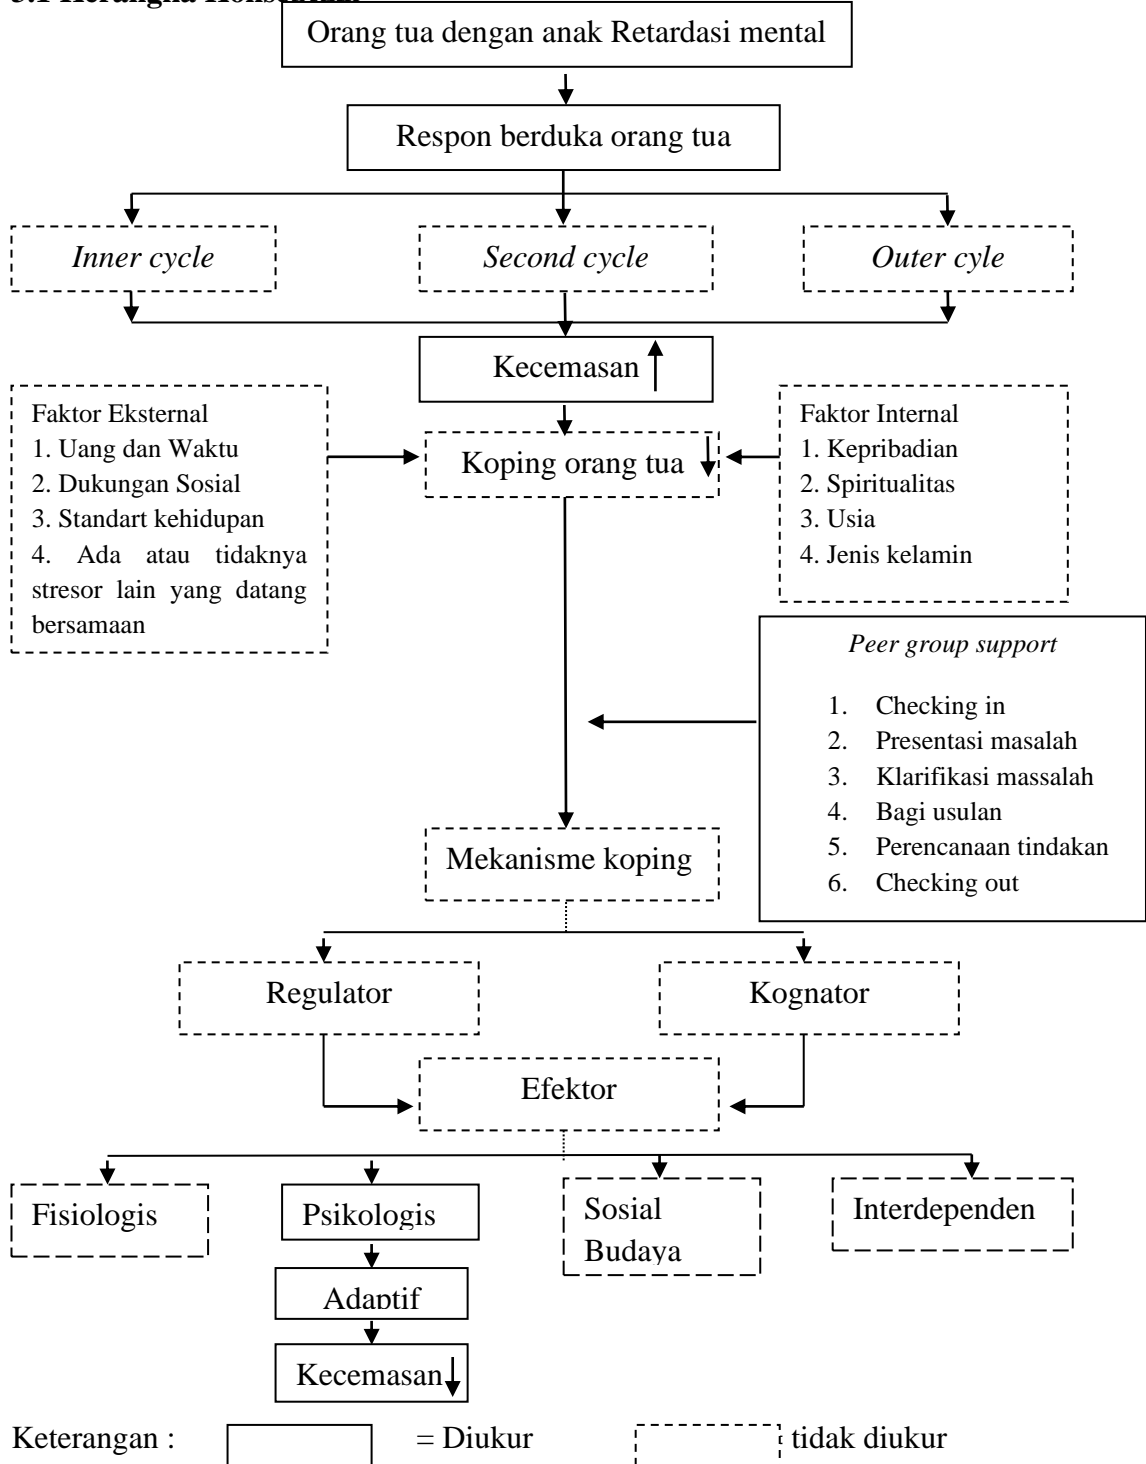 Orang tua dengan anak Retardasi mental
Respon berduka orang tua
Inner cycle
Second cycle
Outer cyle
Kecemasan
Faktor Eksternal
1. Uang dan Waktu
2. Dukungan Sosial
3. Standart kehidupan
4. Ada atau tidaknya
stresor lain yang datang
bersamaan
Koping orang tua
Faktor Internal
1. Kepribadian
2. Spiritualitas
3. Usia
4. Jenis kelamin
Peer group support
1. Checking in
2. Presentasi masalah
3. Klarifikasi massalah
4. Bagi usulan
5. Perencanaan tindakan
6. Checking out
Mekanisme koping
Regulator
Kognator
Efektor
Fisiologis
Psikologis
Sosial
Budaya
Interdependen
Adaptif
Kecemasan
Keterangan :
= Diukur
: tidak diukur